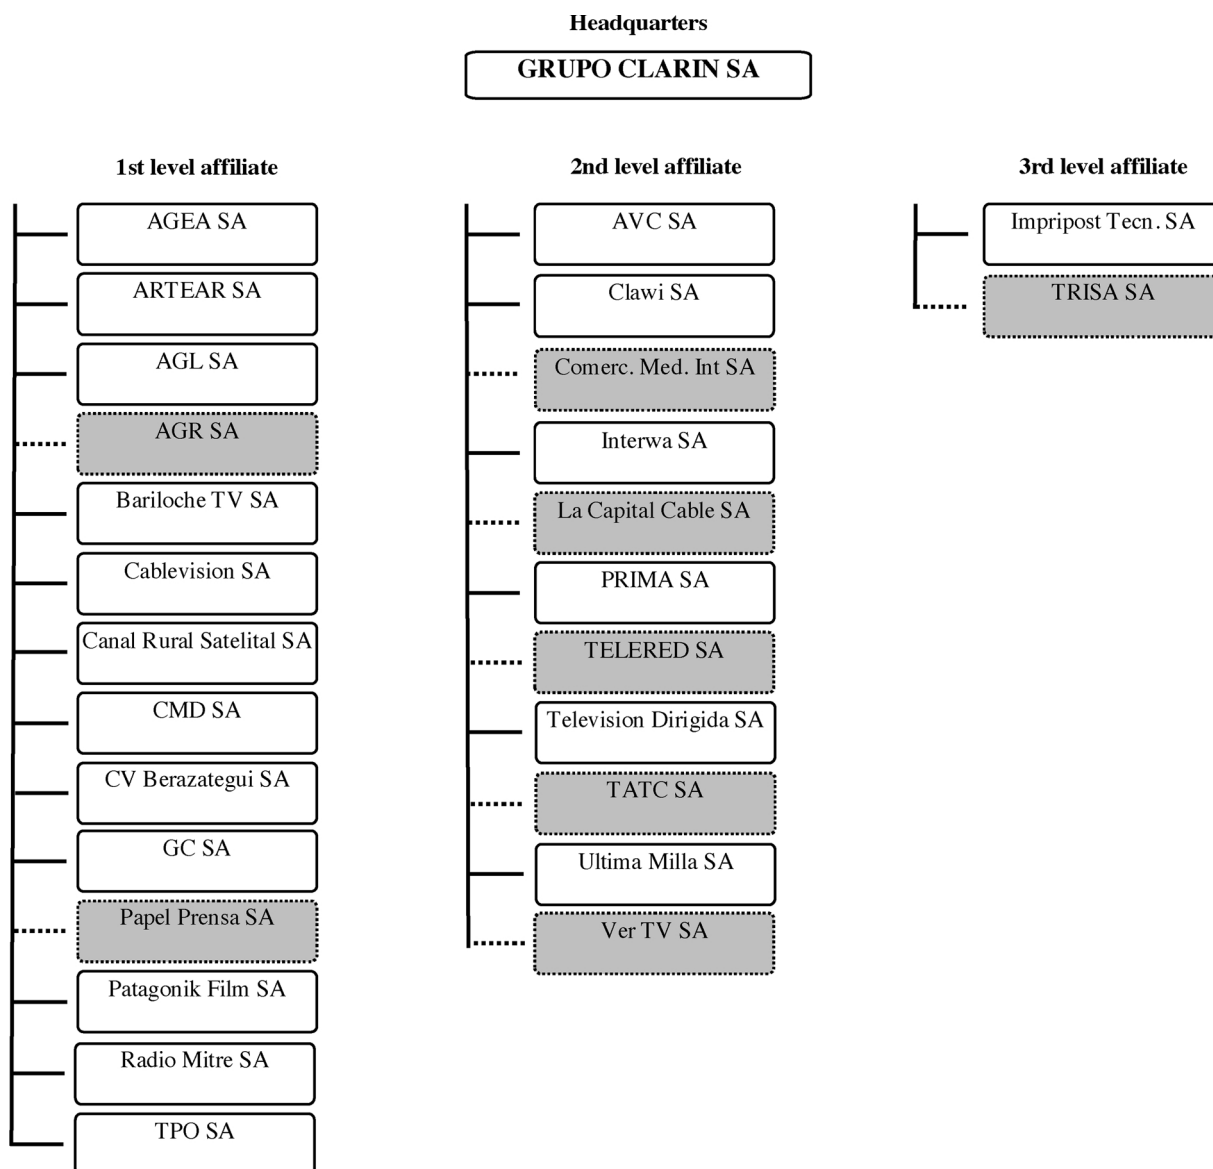 Headquarters
GRUPO CLARIN SA
1st level affiliate
AGEA SA
ARTEAR SA
AGL SA
AGR SA
Bariloche TV SA
Cablevision SA
Canal Rural Satelital SA
CMD SA
CV Berazategui SA
GC SA
Papel Prensa SA
Patagonik Film SA
Radio Mitre SA
TPO SA
2nd level affiliate
AVC SA
Clawi SA
Comerc. Med. Int SA
Interwa SA
La Capital Cable SA
PRIMA SA
TELERED SA
Television Dirigida SA
TATC SA
Ultima Milla SA
Ver TV SA
3rd level affiliate
Impripost Tecn. SA
TRISA SA